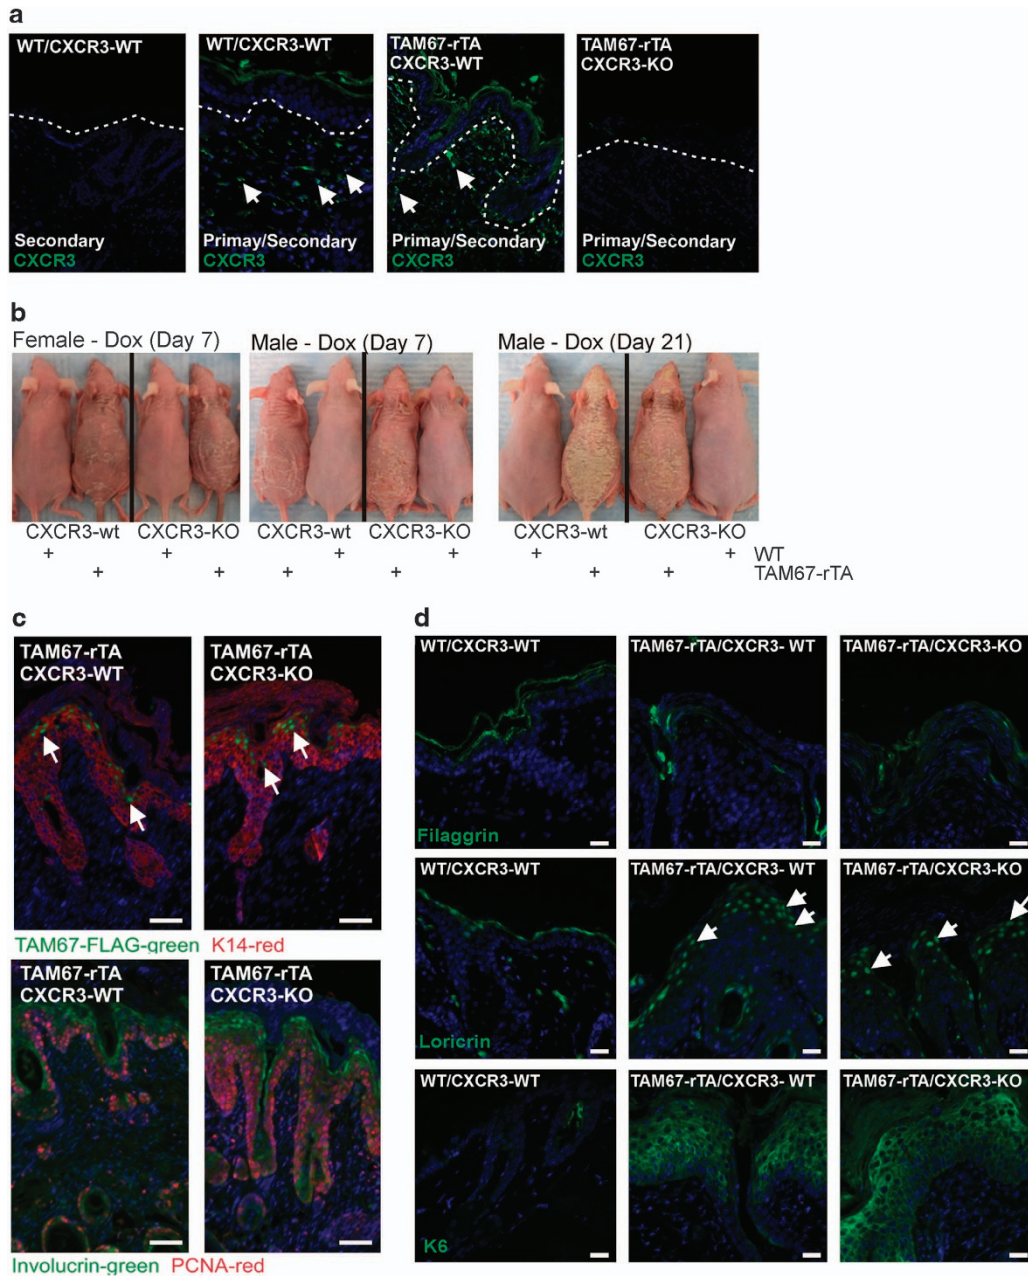 a
WT/CXCR3-WT
Secondary
CXCR3
WT/CXCR3-WT
Primay/Secondary
CXCR3
TAM67-rTA
CXCR3-WT
Primay/Secondary
CXCR3
TAM67-rTA
CXCR3-KO
Primay/Secondary
CXCR3
b
Female - Dox (Day 7)
Male - Dox (Day 7)
Male - Dox (Day 21)
CXCR3-wt CXCR3-KO CXCR3-wt CXCR3-KO CXCR3-wt CXCR3-KO
+ + + + + + WT
+ + + + + + TAM67-rTA
c
TAM67-rTA
CXCR3-WT
TAM67-rTA
CXCR3-KO
TAM67-FLAG-green K14-red
TAM67-rTA
CXCR3-WT
TAM67-rTA
CXCR3-KO
Involucrin-green PCNA-red
d
WT/CXCR3-WT
Filaggrin
TAM67-rTA/CXCR3- WT
TAM67-rTA/CXCR3-KO
WT/CXCR3-WT
Loricrin
TAM67-rTA/CXCR3- WT
TAM67-rTA/CXCR3-KO
WT/CXCR3-WT
K6
TAM67-rTA/CXCR3- WT
TAM67-rTA/CXCR3-KO